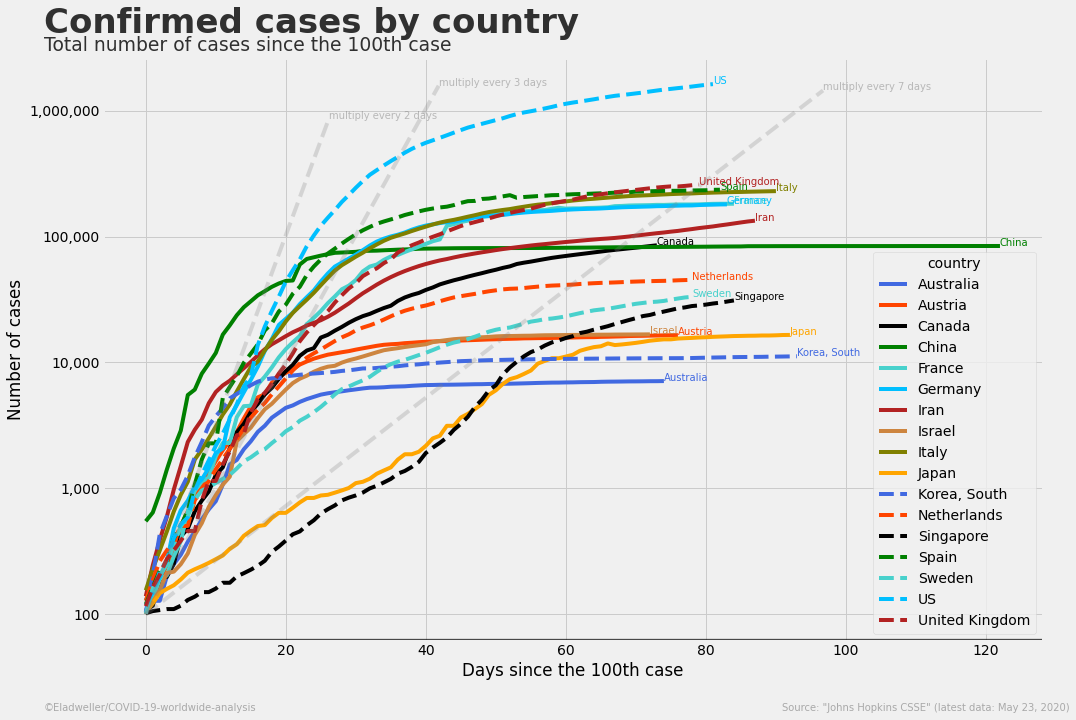 Confirmed cases by country
Total number of cases since the 100th case
multiply every 2 days
multiply every 3 days
multiply every 7 days
US
United Kingdom
Spain
Italy
Germany
France
Iran
Canada
China
Netherlands
Sweden
Singapore
Israel
Austria
Japan
Korea, South
Australia
Number of cases
1,000,000
100,000
10,000
1,000
100
0 20 40 60 80 100 120
Days since the 100th case
country
Australia
Austria
Canada
China
France
Germany
Iran
Israel
Italy
Japan
Korea, South
Netherlands
Singapore
Spain
Sweden
US
United Kingdom
©Eladweller/COVID-19-worldwide-analysis
Source: "Johns Hopkins CSSE" (latest data: May 23, 2020)